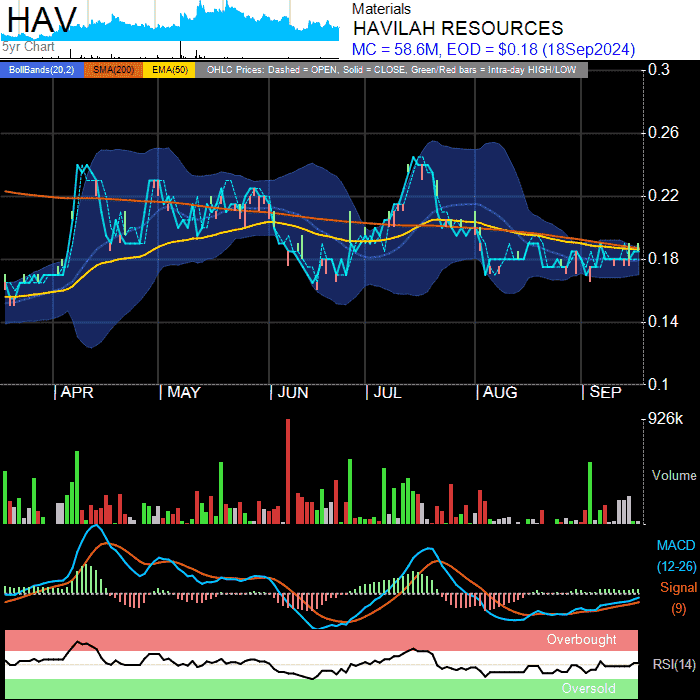 HAV
5yr Chart
Materials
HAVILAH RESOURCES
MC = 58.6M, EOD = $0.18 (18Sep2024)
BollBands(20,2) SMA(200) EMA(50) OHLC Prices: Dashed = OPEN, Solid = CLOSE, Green/Red bars = Intra-day HIGH/LOW
0.3
0.26
0.22
0.18
0.14
0.1
APR MAY JUN JUL AUG SEP
926k
Volume
MACD
(12-26)
Signal
(9)
Overbought
RSI(14)
Oversold